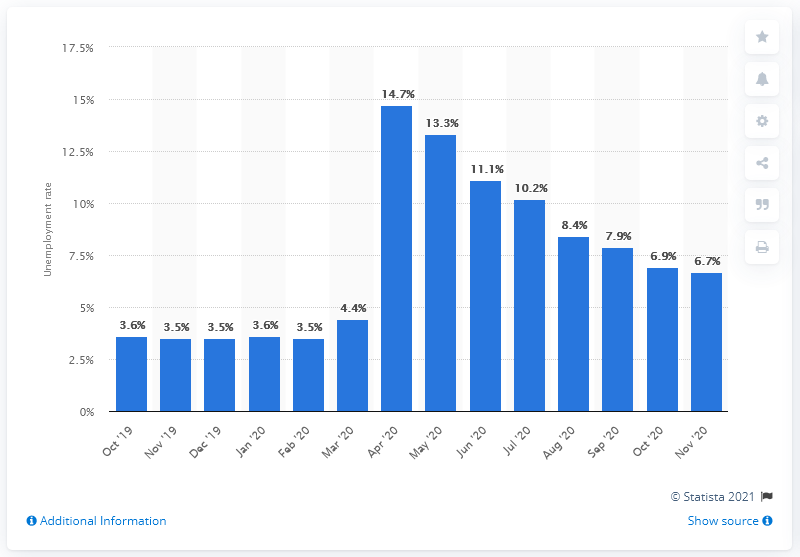 17.5%
15%
12.5%
10%
7.5%
5%
2.5%
0%
Unemployment rate
3.6%
3.5%
3.5%
3.6%
3.5%
4.4%
14.7%
13.3%
11.1%
10.2%
8.4%
7.9%
6.9%
6.7%
Oct '19
Nov '19
Dec '19
Jan '20
Feb '20
Mar '20
Apr '20
May '20
Jun '20
Jul '20
Aug '20
Sep '20
Oct '20
Nov '20
© Statista 2021
Additional Information
Show source